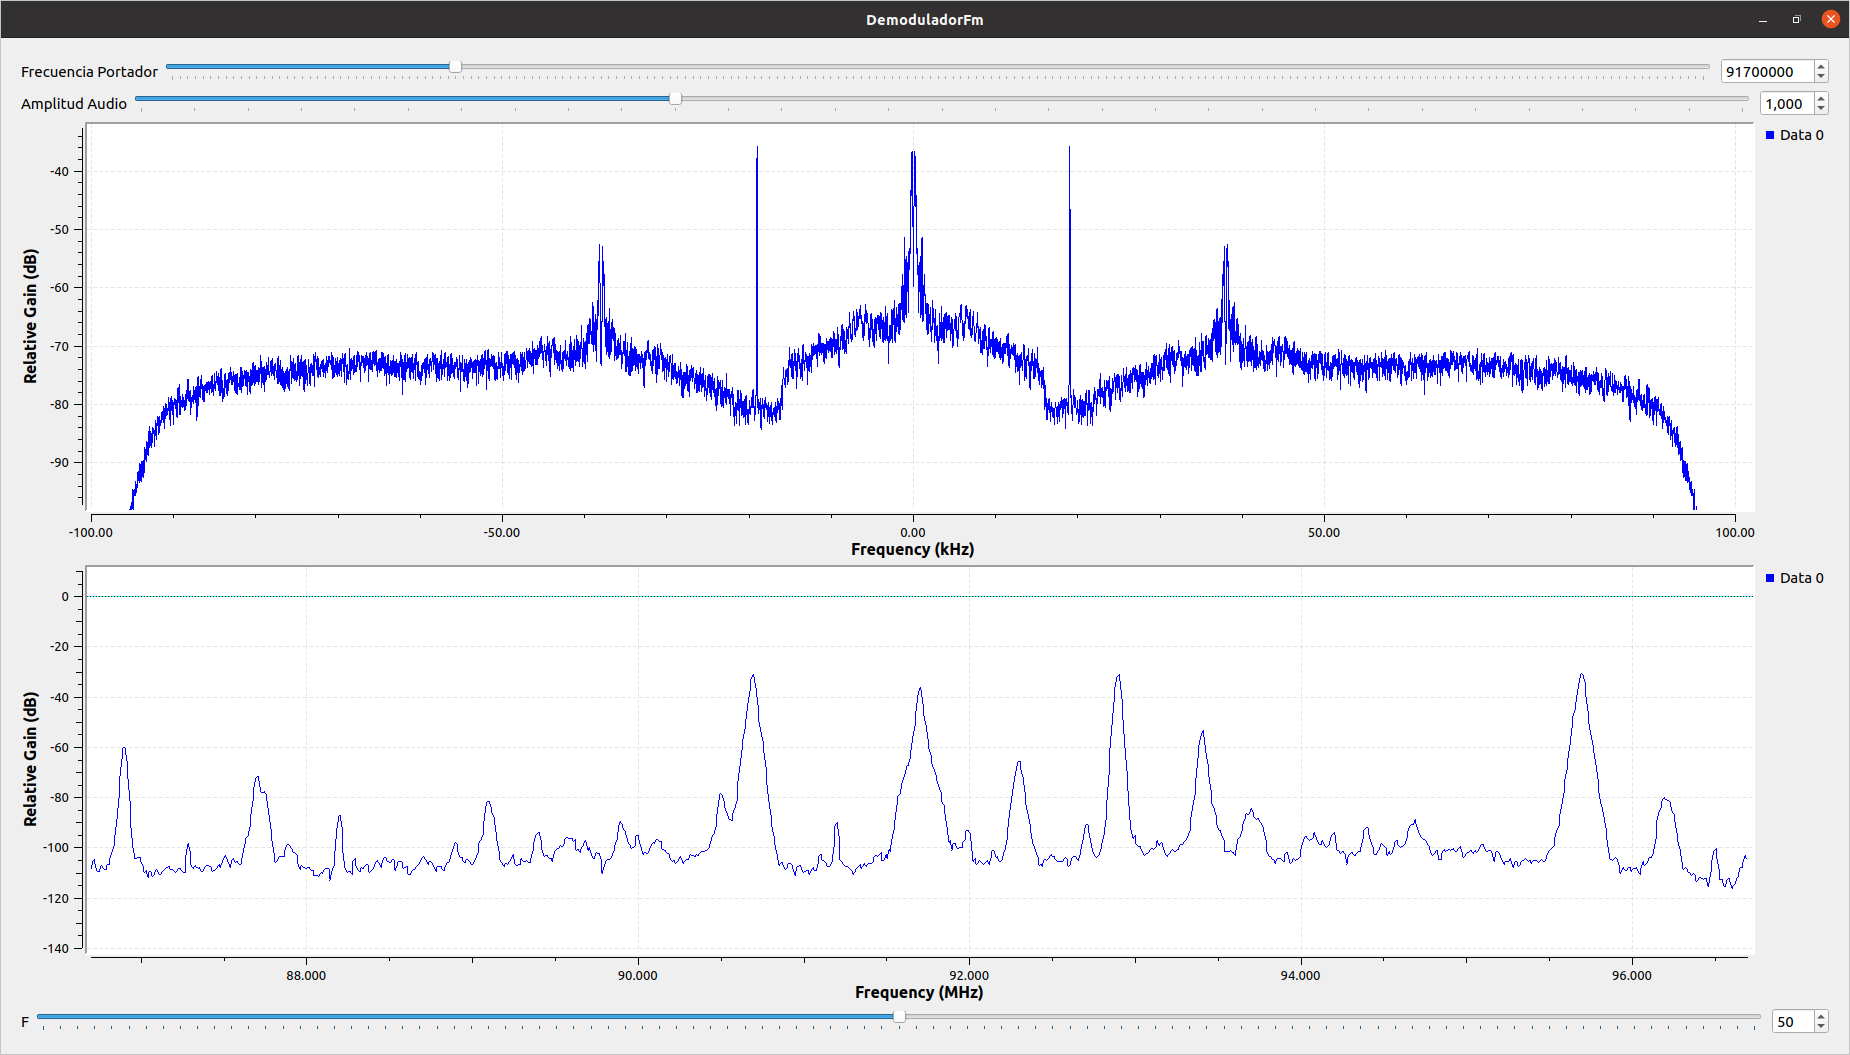 DemoduladorFm
Frecuencia Portador 91700000
Amplitud Audio 1,000
Data 0
Relative Gain (dB)
-40
-50
-60
-70
-80
-90
-100.00 -50.00 0.00 50.00 100.00
Frequency (kHz)
Data 0
Relative Gain (dB)
0
-20
-40
-60
-80
-100
-120
-140
88.000 90.000 92.000 94.000 96.000
Frequency (MHz)
F 50